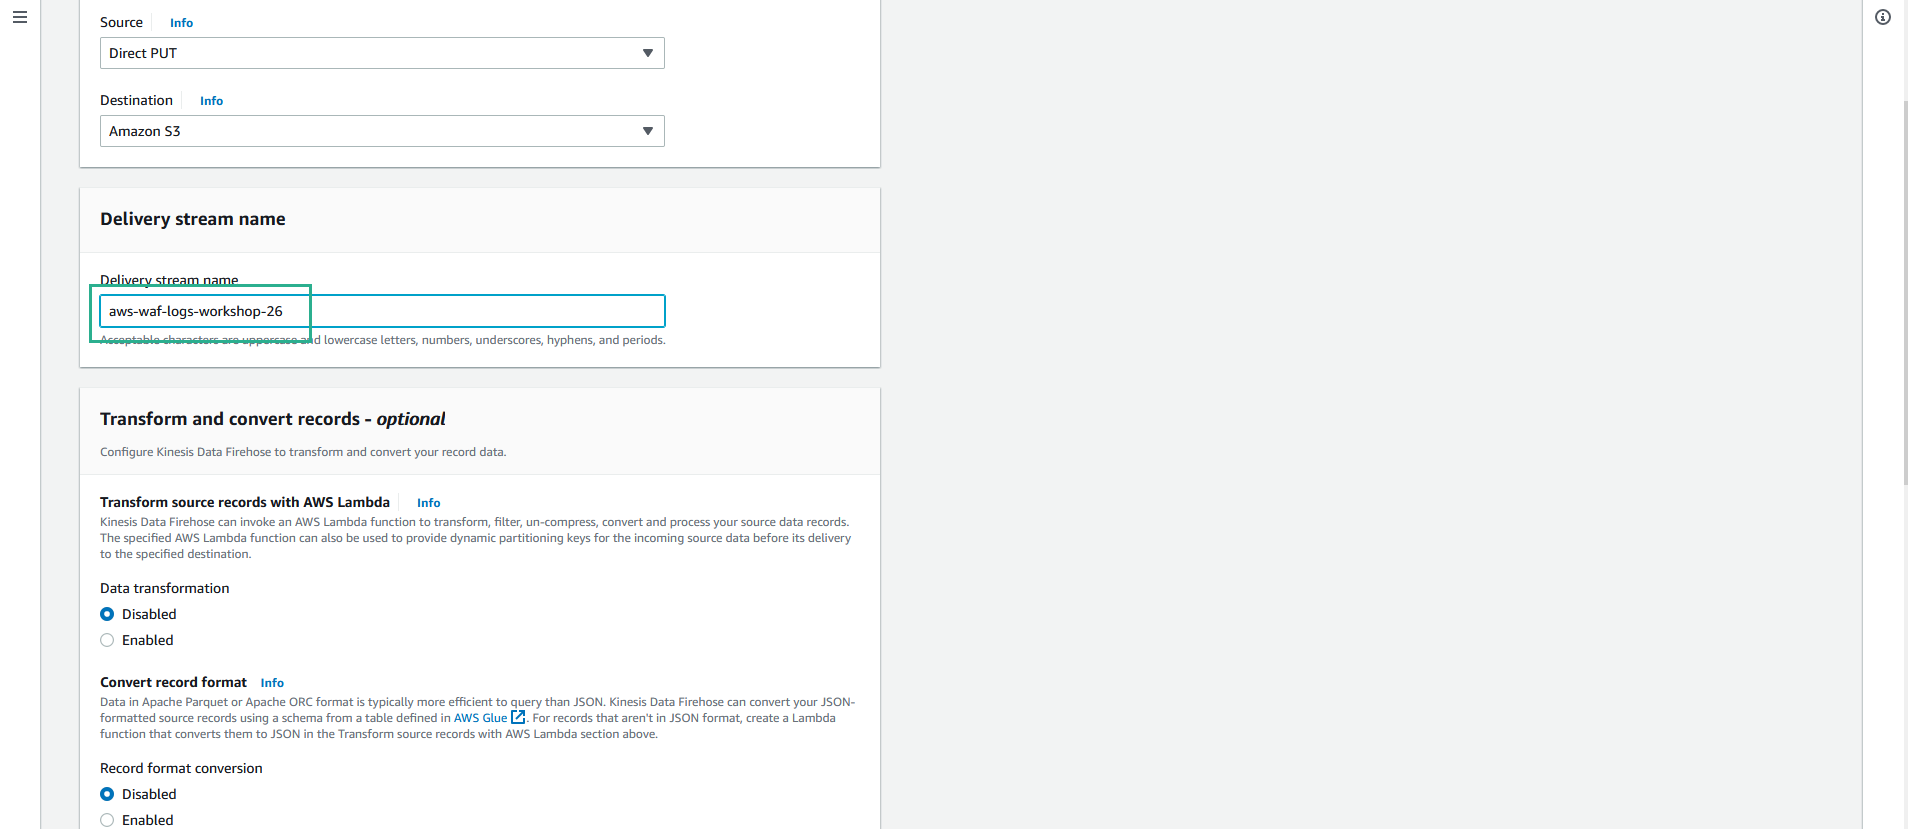 Source Info
Direct PUT
Destination Info
Amazon S3
Delivery stream name
Delivery stream name
aws-waf-logs-workshop-26
Acceptable characters are uppercase and lowercase letters, numbers, underscores, hyphens, and periods.
Transform and convert records - optional
Configure Kinesis Data Firehose to transform and convert your record data.
Transform source records with AWS Lambda Info
Kinesis Data Firehose can invoke an AWS Lambda function to transform, filter, un-compress, convert and process your source data records.
The specified AWS Lambda function can also be used to provide dynamic partitioning keys for the incoming source data before its delivery
to the specified destination.
Data transformation
Disabled
Enabled
Convert record format Info
Data in Apache Parquet or Apache ORC format is typically more efficient to query than JSON. Kinesis Data Firehose can convert your JSON-
formatted source records using a schema from a table defined in AWS Glue . For records that aren't in JSON format, create a Lambda
function that converts them to JSON in the Transform source records with AWS Lambda section above.
Record format conversion
Disabled
Enabled